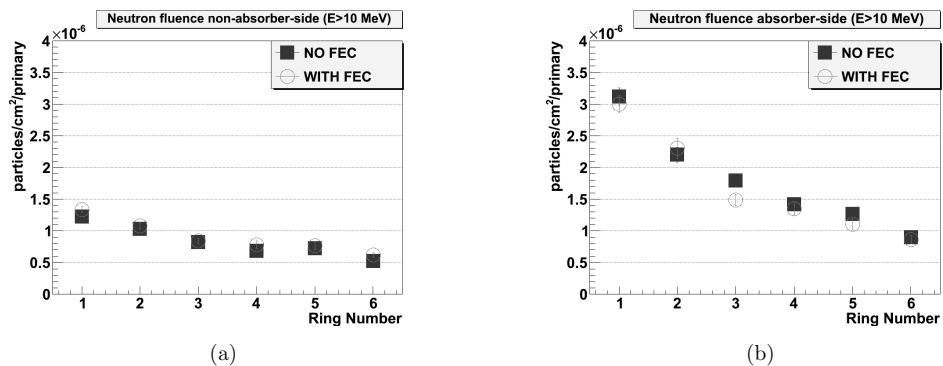 Neutron fluence non-absorber-side (E>10 MeV)
×10⁻⁶
particles/cm²/primary
4
3.5
3
2.5
2
1.5
1
0.5
0
NO FEC
WITH FEC
1 2 3 4 5 6
Ring Number
(a)
Neutron fluence absorber-side (E>10 MeV)
×10⁻⁶
particles/cm²/primary
4
3.5
3
2.5
2
1.5
1
0.5
0
NO FEC
WITH FEC
1 2 3 4 5 6
Ring Number
(b)